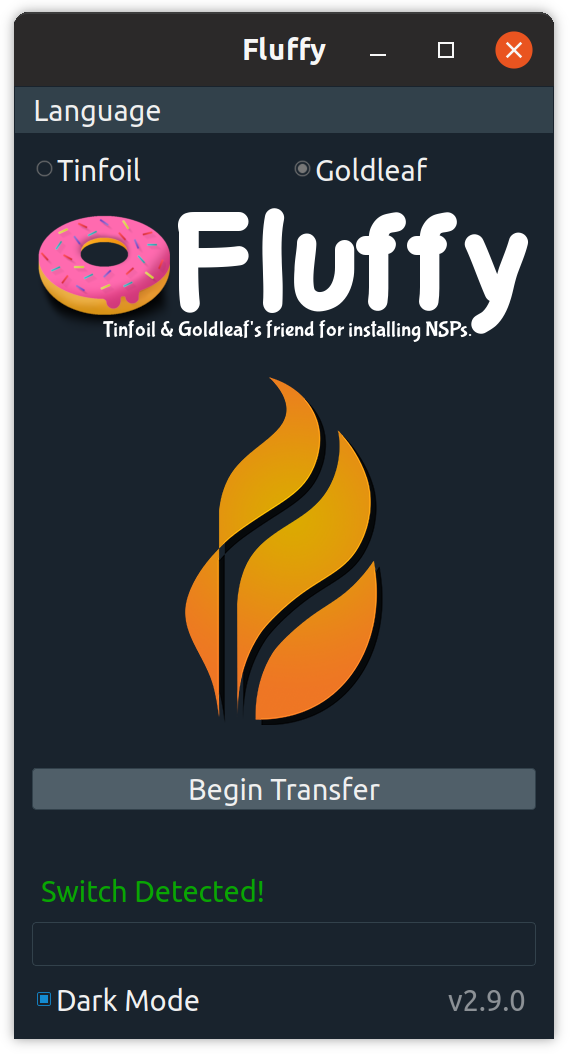 Fluffy
Language
Tinfoil Goldleaf
Fluffy
Tinfoil & Goldleaf's friend for installing NSPs.
Begin Transfer
Switch Detected!
Dark Mode v2.9.0